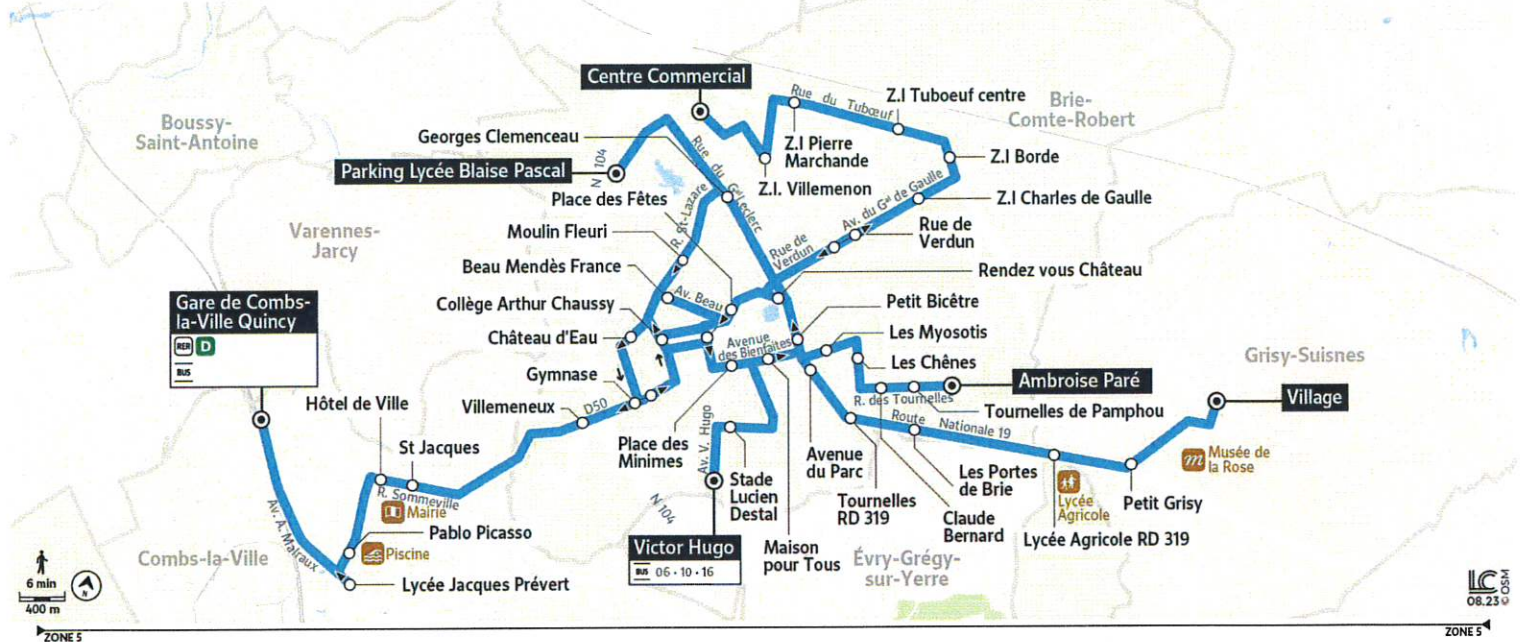 Centre Commercial
Rue du Tubœuf
Z.I Tuboeuf centre
Brie-
Comte-Robert
Boussy-
Saint-Antoine
Georges Clemenceau
Z.I Pierre
Marchande
Z.I Borde
Parking Lycée Blaise Pascal
N 104
Rue du Gal Leclerc
Z.I. Villemenon
Place des Fêtes
R. St-Lazare
Av. du Gal de Gaulle
Z.I Charles de Gaulle
Varennes-
Jarcy
Moulin Fleuri
Rue de
Verdun
Rue de
Verdun
Beau Mendès France
Av. Beau
Rendez vous Château
Gare de Combs-
la-Ville Quincy
RER D
BUS
Collège Arthur Chaussy
Petit Bicêtre
Château d'Eau
Avenue
des Bienfaites
Les Myosotis
Les Chênes
Grisy-Suisnes
Gymnase
Ambroise Paré
Hôtel de Ville
Villemeneux
D50
R. des Tournelles
Tournelles de Pamphou
Village
St Jacques
Av. V. Hugo
Route Nationale 19
Place des
Minimes
Stade
Lucien
Destal
Avenue
du Parc
Les Portes
de Brie
m
Musée de
la Rose
R. Sommeville
Mairie
N 104
Tournelles
RD 319
Claude
Bernard
Lycée
Agricole
Petit Grisy
Av. A. Malraux
Pablo Picasso
Piscine
Lycée Agricole RD 319
Combs-la-Ville
Victor Hugo
BUS 06 • 10 • 16
Maison
pour Tous
Évry-Grégy-
sur-Yerre
Lycée Jacques Prévert
6 min
400 m
N
LC
08.23 © OSM
ZONE 5
ZONE 5